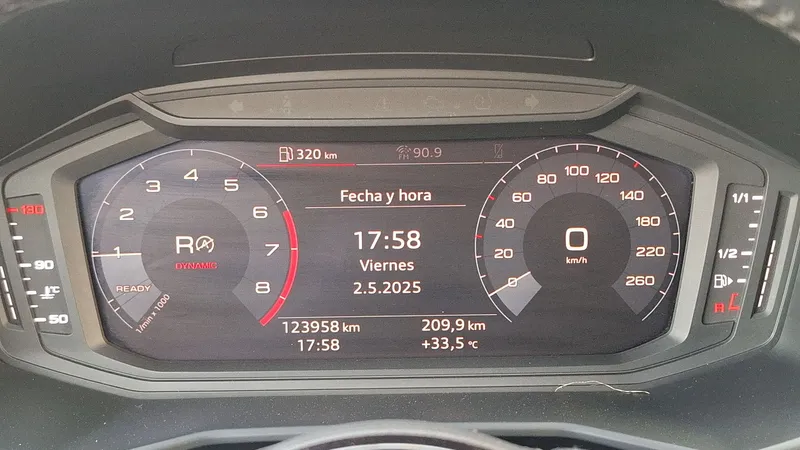 320 km
FM 90.9
Fecha y hora
17:58
Viernes
2.5.2025
123958 km
209,9 km
17:58
+33,5 °C
1
2
3
4
5
6
7
8
R
DYNAMIC
READY
1/min x 1000
0
20
40
60
80
100
120
140
180
220
260
0
km/h
130
90
50
1/1
1/2
R